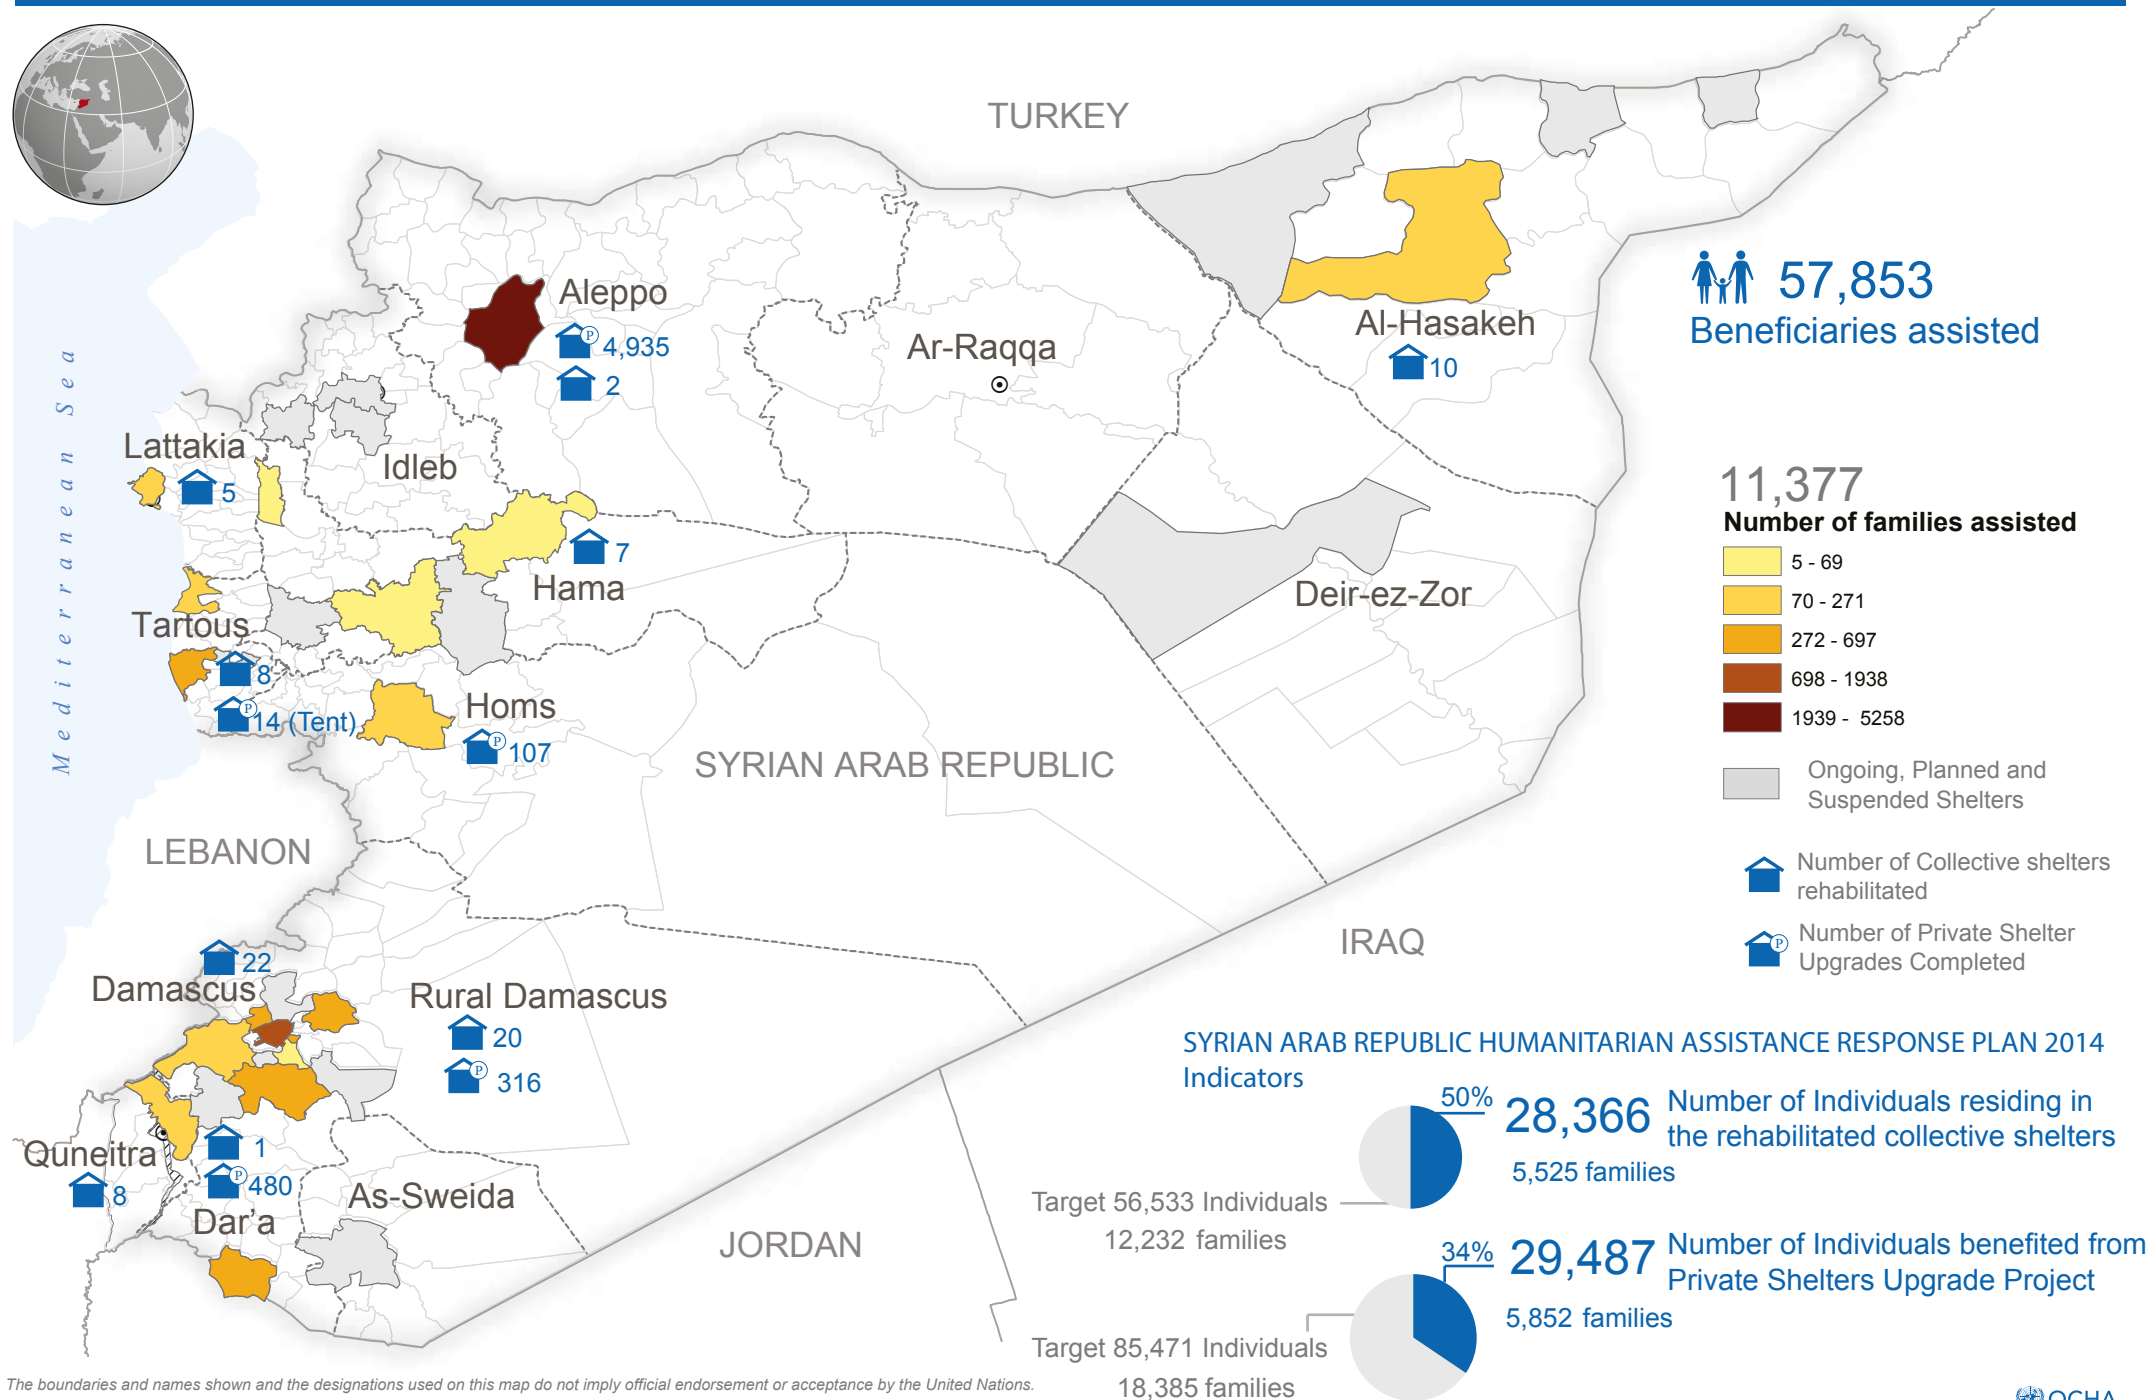 TURKEY
Aleppo
P 4,935
2
Ar-Raqqa
Al-Hasakeh
10
57,853
Beneficiaries assisted
Mediterranean Sea
Lattakia
5
Idleb
7
Hama
Deir-ez-Zor
Tartous
8
P 14 (Tent)
Homs
P 107
SYRIAN ARAB REPUBLIC
11,377
Number of families assisted
5 - 69
70 - 271
272 - 697
698 - 1938
1939 - 5258
Ongoing, Planned and
Suspended Shelters
Number of Collective shelters
rehabilitated
P
Number of Private Shelter
Upgrades Completed
LEBANON
IRAQ
22
Damascus
Rural Damascus
20
P 316
Quneitra
8
1
P 480
Dar'a
As-Sweida
JORDAN
SYRIAN ARAB REPUBLIC HUMANITARIAN ASSISTANCE RESPONSE PLAN 2014
Indicators
50%
28,366
Number of Individuals residing in
the rehabilitated collective shelters
5,525 families
Target 56,533 Individuals
12,232 families
34%
29,487
Number of Individuals benefited from
Private Shelters Upgrade Project
5,852 families
Target 85,471 Individuals
18,385 families
The boundaries and names shown and the designations used on this map do not imply official endorsement or acceptance by the United Nations.
OCHA